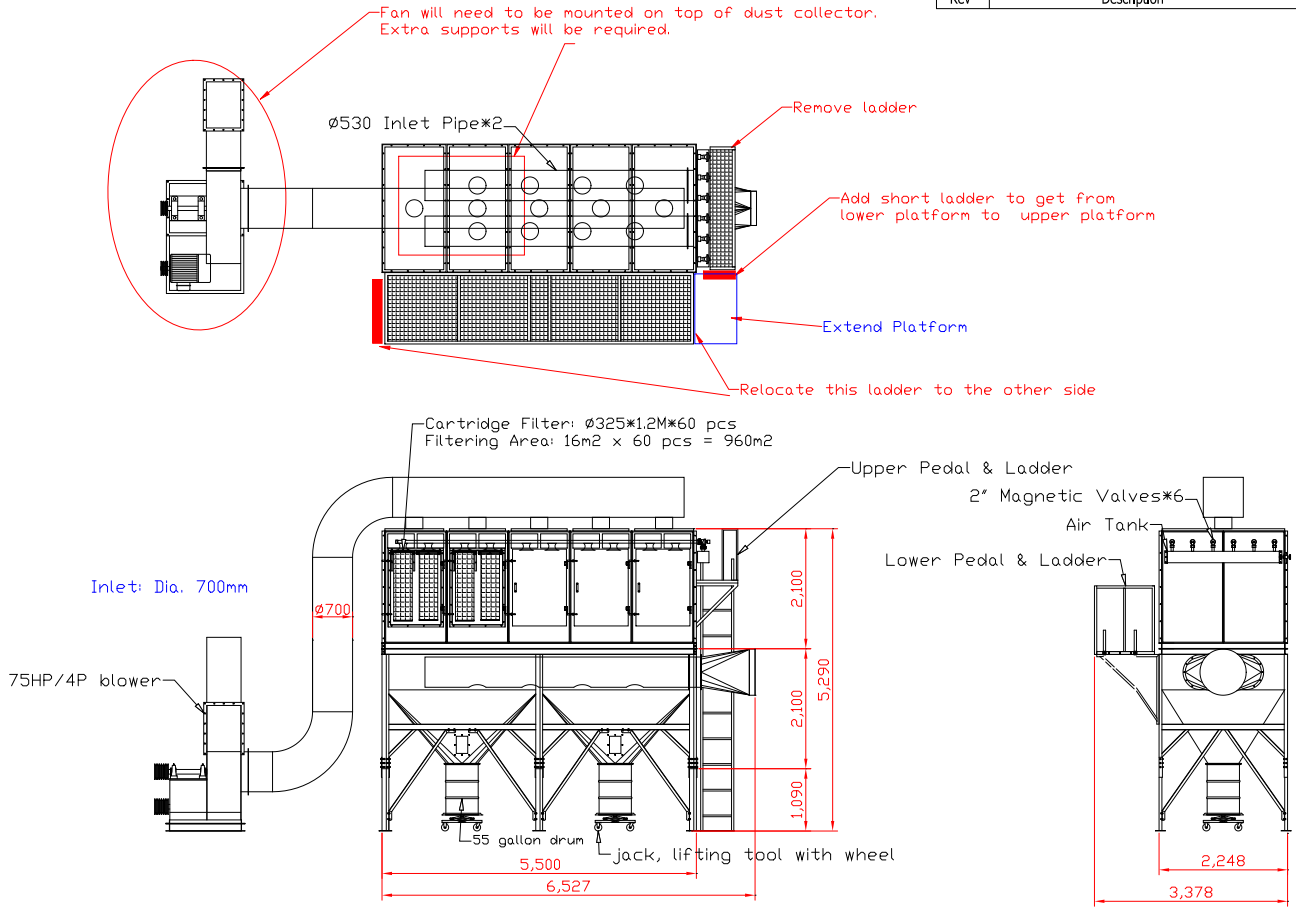 Rev Description
Fan will need to be mounted on top of dust collector.
Extra supports will be required.
Ø530 Inlet Pipe*2
Remove ladder
Add short ladder to get from
lower platform to upper platform
Extend Platform
Relocate this ladder to the other side
Cartridge Filter: Ø325*1.2M*60 pcs
Filtering Area: 16m2 x 60 pcs = 960m2
Upper Pedal & Ladder
2" Magnetic Valves*6
Air Tank
Lower Pedal & Ladder
Inlet: Dia. 700mm
Ø700
75HP/4P blower
2,100
5,290
2,100
1,090
55 gallon drum
jack, lifting tool with wheel
5,500
6,527
2,248
3,378